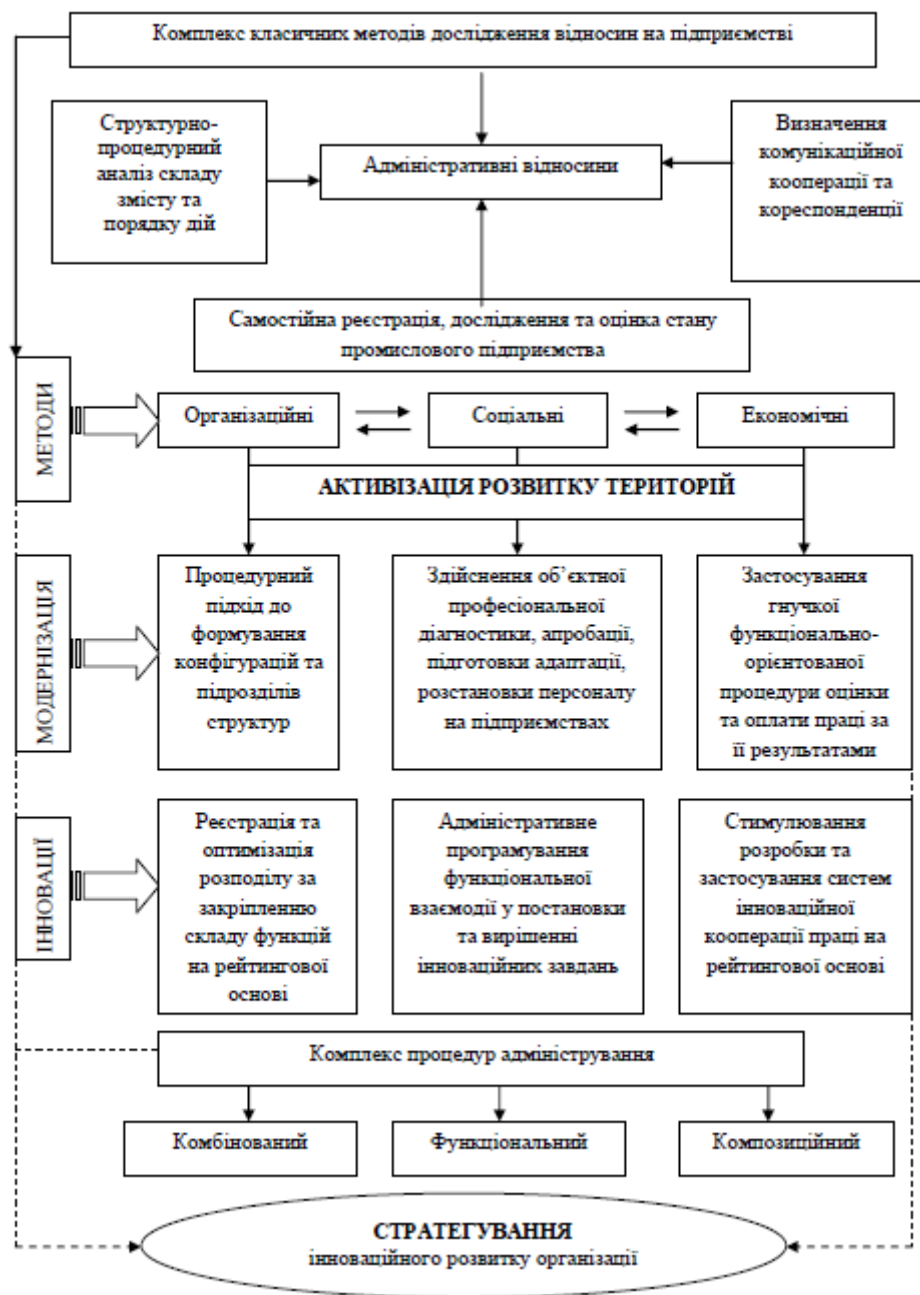 Комплекс класичних методів дослідження відносин на підприємстві
Структурно-
процедурний
аналіз складу
змісту та
порядку дій
Адміністративні відносини
Визначення
комунікаційної
кооперації та
кореспонденції
Самостійна реєстрація, дослідження та оцінка стану
промислового підприємства
МЕТОДИ
Організаційні
Соціальні
Економічні
АКТИВІЗАЦІЯ РОЗВИТКУ ТЕРИТОРІЙ
МОДЕРНІЗАЦІЯ
Процедурний
підхід до
формування
конфігурацій та
підрозділів
структур
Здійснення об’єктної
професіональної
діагностики, апробації,
підготовки адаптації,
розстановки персоналу
на підприємствах
Застосування
гнучкої
функціонально-
орієнтованої
процедури оцінки
та оплати праці за
її результатами
ІННОВАЦІЇ
Реєстрація та
оптимізація
розподілу за
закріпленню
складу функцій
на рейтингової
основі
Адміністративне
програмування
функціональної
взаємодії у постановки
та вирішенні
інноваційних завдань
Стимулювання
розробки та
застосування систем
інноваційної
кооперації праці на
рейтингової основі
Комплекс процедур адміністрування
Комбінований
Функціональний
Композиційний
СТРАТЕГУВАННЯ
інноваційного розвитку організації